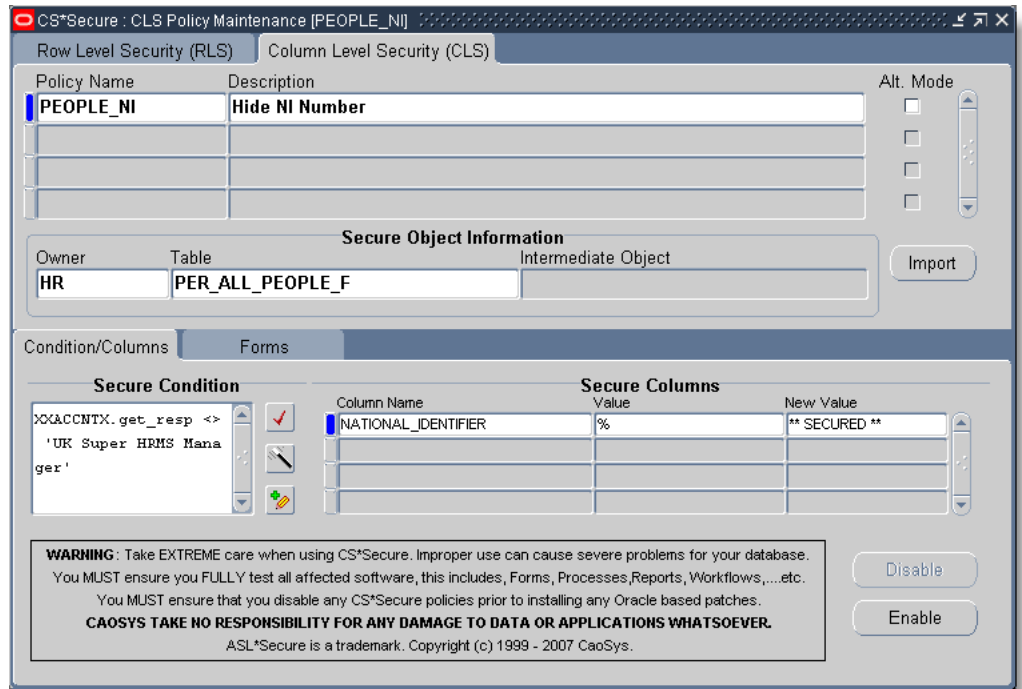 CS*Secure : CLS Policy Maintenance [PEOPLE_NI]
Row Level Security (RLS) Column Level Security (CLS)
Policy Name Description Alt. Mode
PEOPLE_NI Hide NI Number
Secure Object Information
Owner Table Intermediate Object
HR PER_ALL_PEOPLE_F
Import
Condition/Columns Forms
Secure Condition Secure Columns
Column Name Value New Value
XXACCNTX.get_resp <>
'UK Super HRMS Mana
ger'
NATIONAL_IDENTIFIER % ** SECURED **
WARNING : Take EXTREME care when using CS*Secure. Improper use can cause severe problems for your database.
You MUST ensure you FULLY test all affected software, this includes, Forms, Processes,Reports, Workflows,....etc.
You MUST ensure that you disable any CS*Secure policies prior to installing any Oracle based patches.
CAOSYS TAKE NO RESPONSIBILITY FOR ANY DAMAGE TO DATA OR APPLICATIONS WHATSOEVER.
ASL*Secure is a trademark. Copyright (c) 1999 - 2007 CaoSys.
Disable
Enable